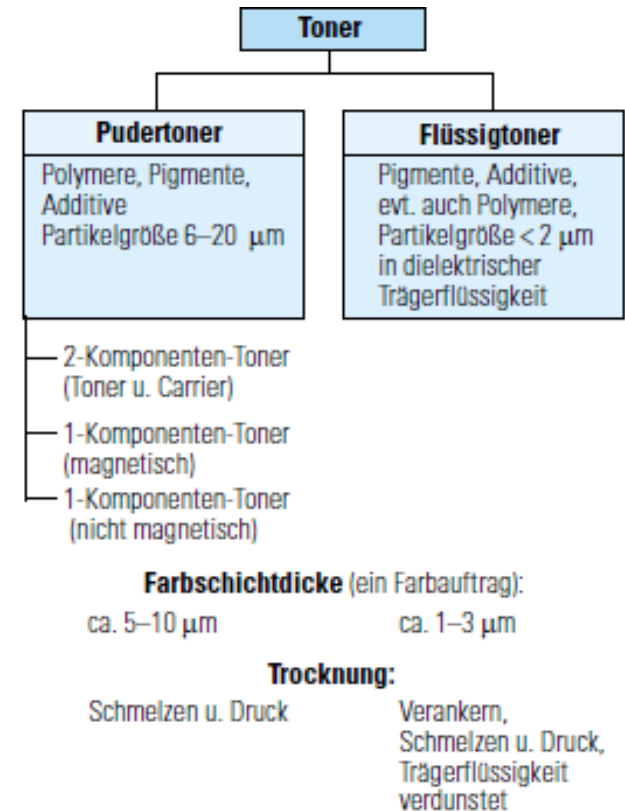 Toner
Pudertoner
Polymere, Pigmente,
Additive
Partikelgröße 6–20 µm
Flüssigtoner
Pigmente, Additive,
evt. auch Polymere,
Partikelgröße < 2 µm
in dielektrischer
Trägerflüssigkeit
2-Komponenten-Toner
(Toner u. Carrier)
1-Komponenten-Toner
(magnetisch)
1-Komponenten-Toner
(nicht magnetisch)
Farbschichtdicke (ein Farbauftrag):
ca. 5–10 µm
ca. 1–3 µm
Trocknung:
Schmelzen u. Druck
Verankern,
Schmelzen u. Druck,
Trägerflüssigkeit
verdunstet